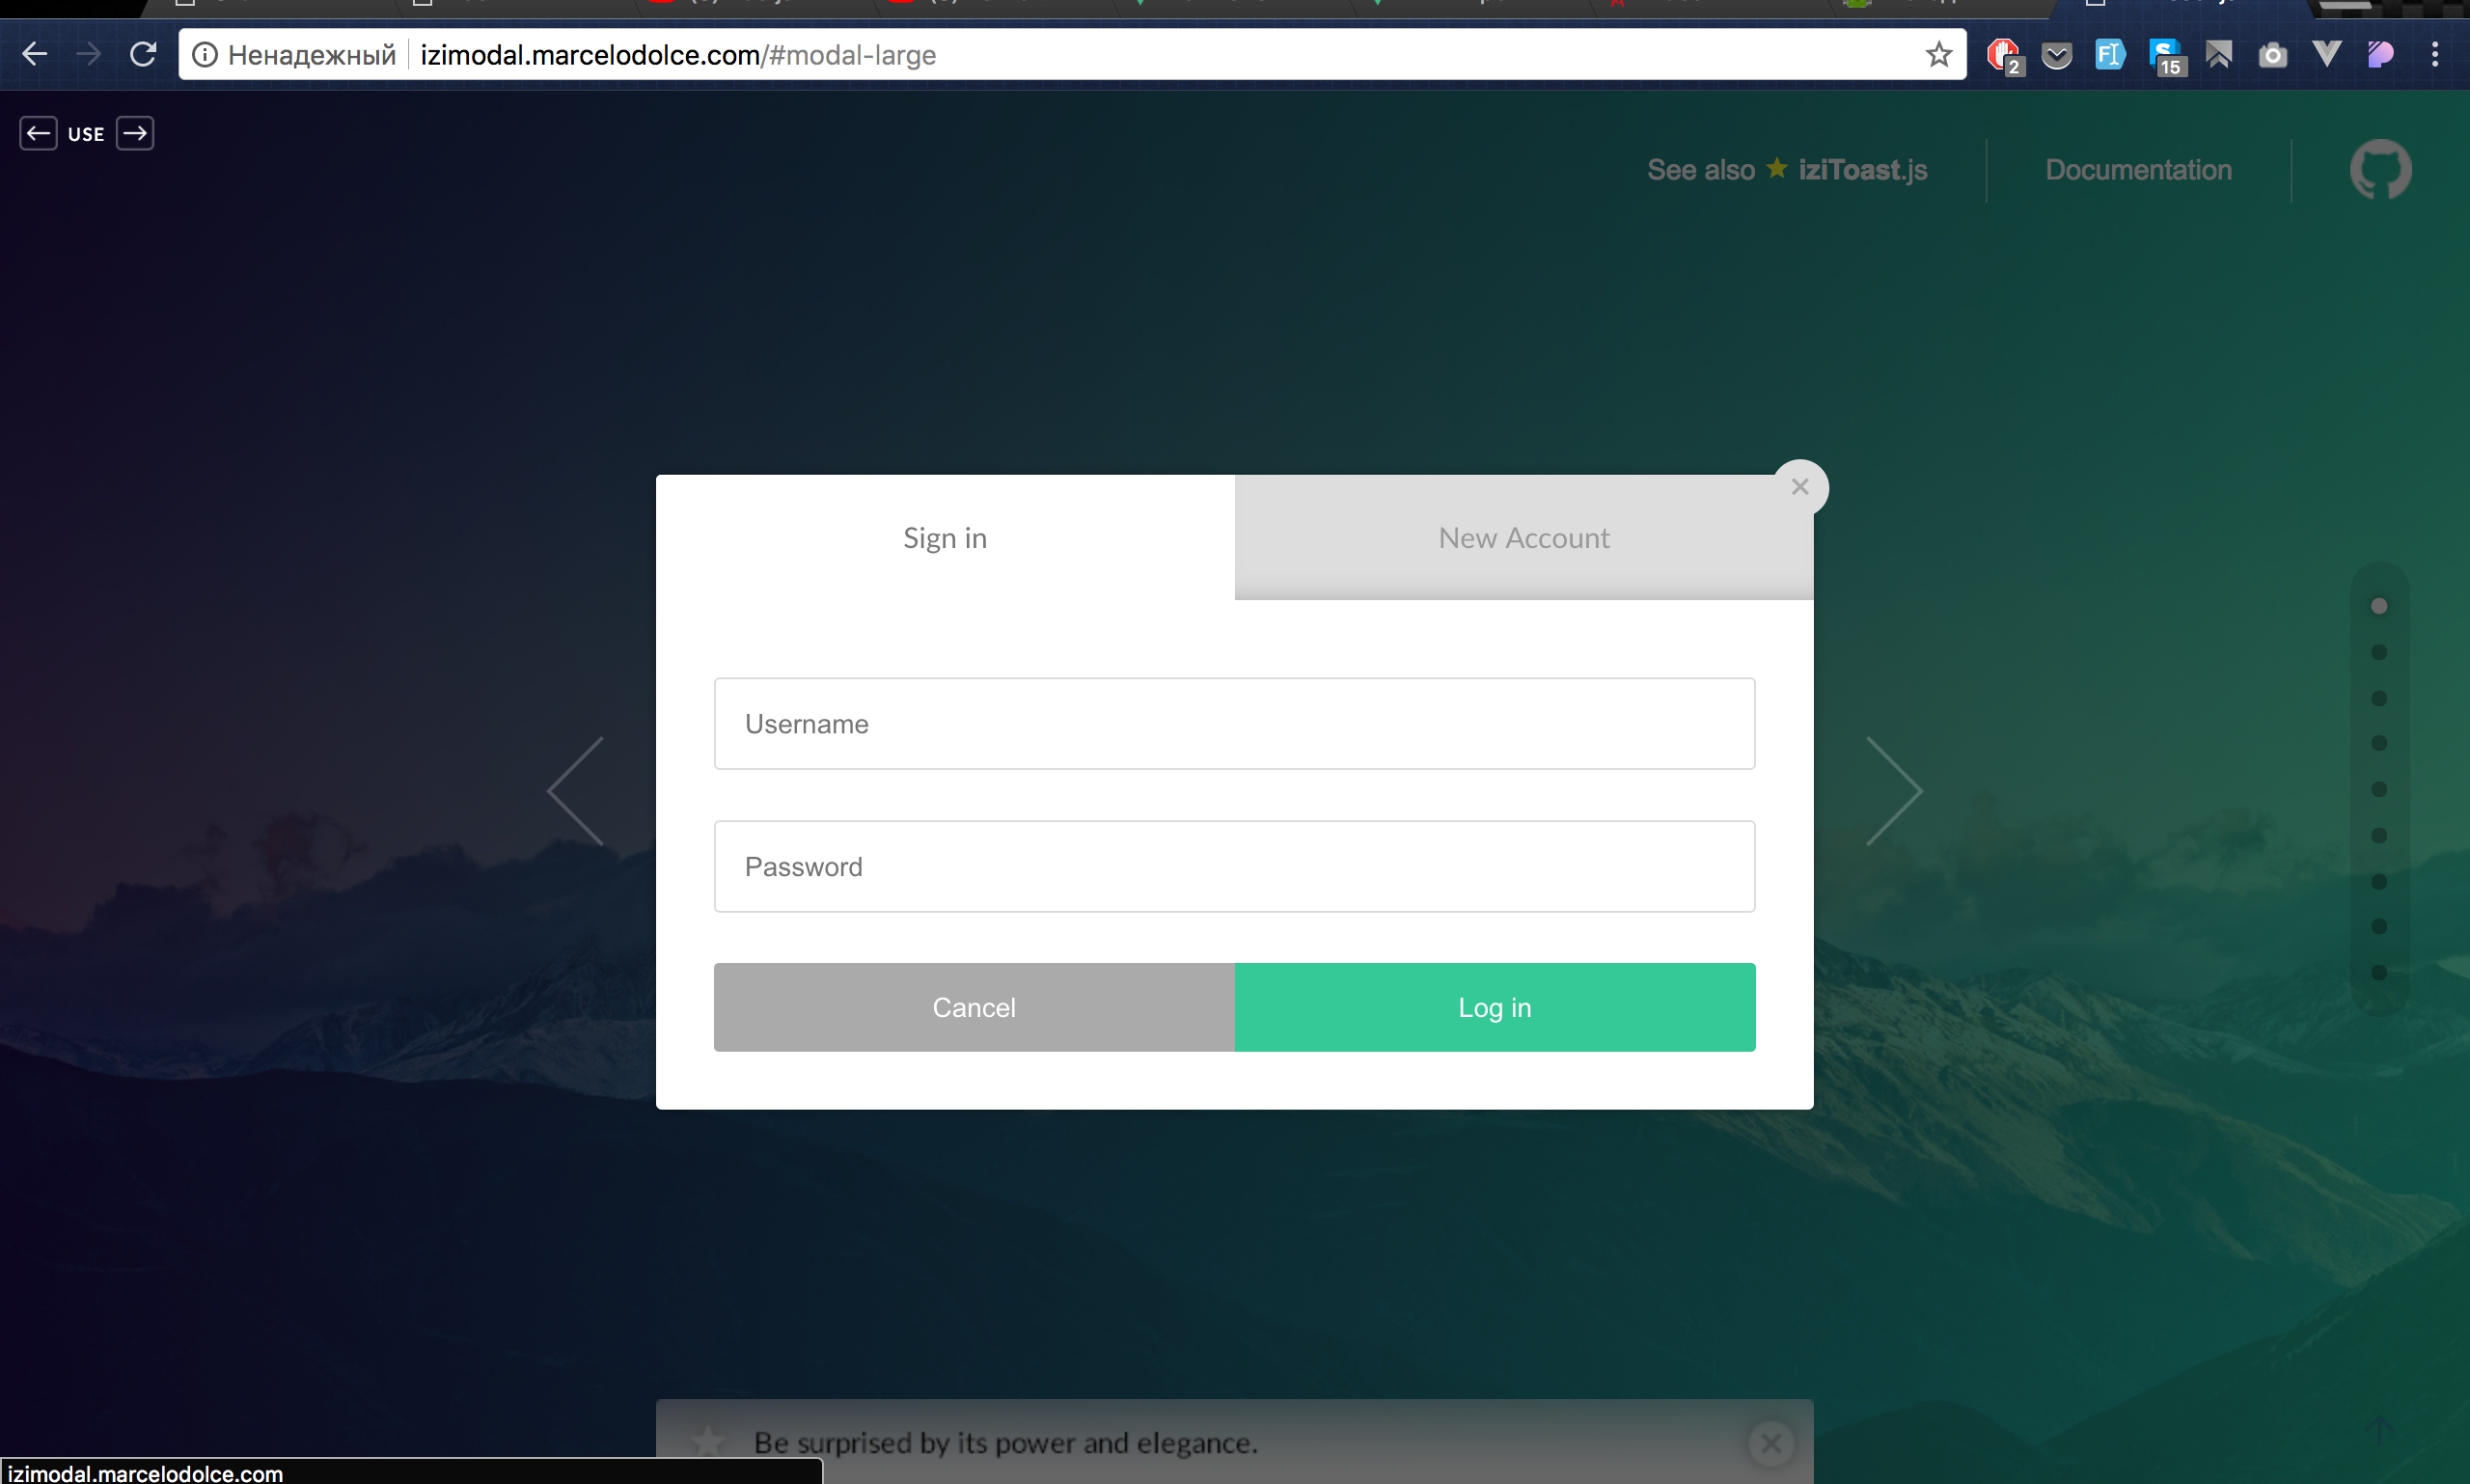 Ненадежный izimodal.marcelodolce.com/#modal-large
2
15
USE
See also iziToast.js
Documentation
Sign in
New Account
Username
Password
Cancel
Log in
Be surprised by its power and elegance.
izimodal.marcelodolce.com